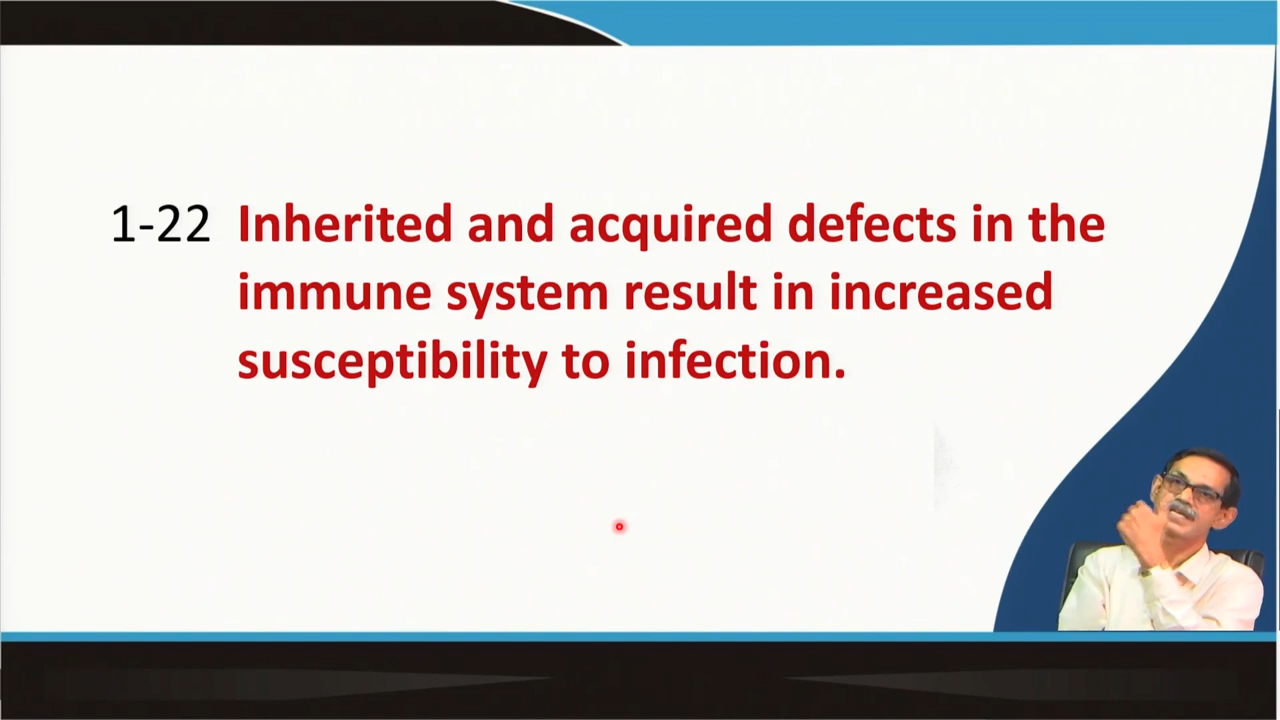 1-22 Inherited and acquired defects in the
immune system result in increased
susceptibility to infection.